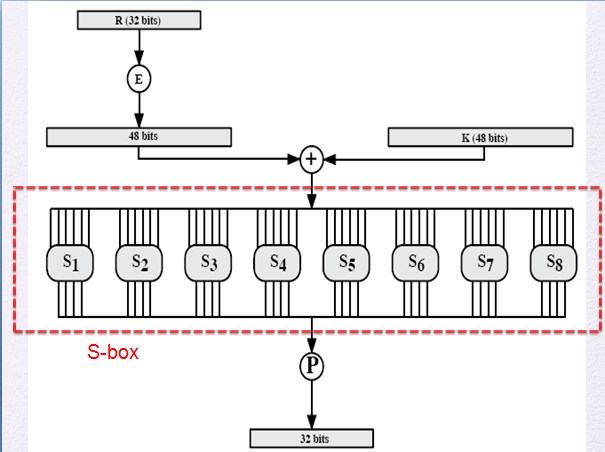 R (32 bits)
E
48 bits
K (48 bits)
+
S1 S2 S3 S4 S5 S6 S7 S8
S-box
P
32 bits